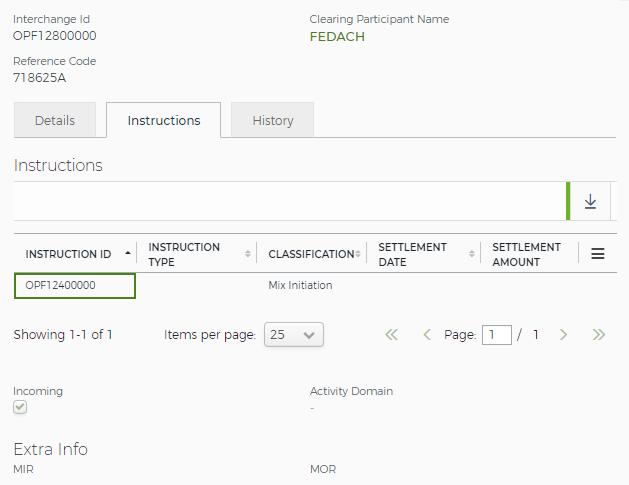 Interchange Id
Clearing Participant Name
OPF12800000
FEDACH
Reference Code
718625A
Details
Instructions
History
Instructions
INSTRUCTION ID
INSTRUCTION TYPE
CLASSIFICATION
SETTLEMENT DATE
SETTLEMENT AMOUNT
OPF12400000
Mix Initiation
Showing 1-1 of 1
Items per page: 25
Page: 1 / 1
Incoming
Activity Domain
-
Extra Info
MIR
MOR